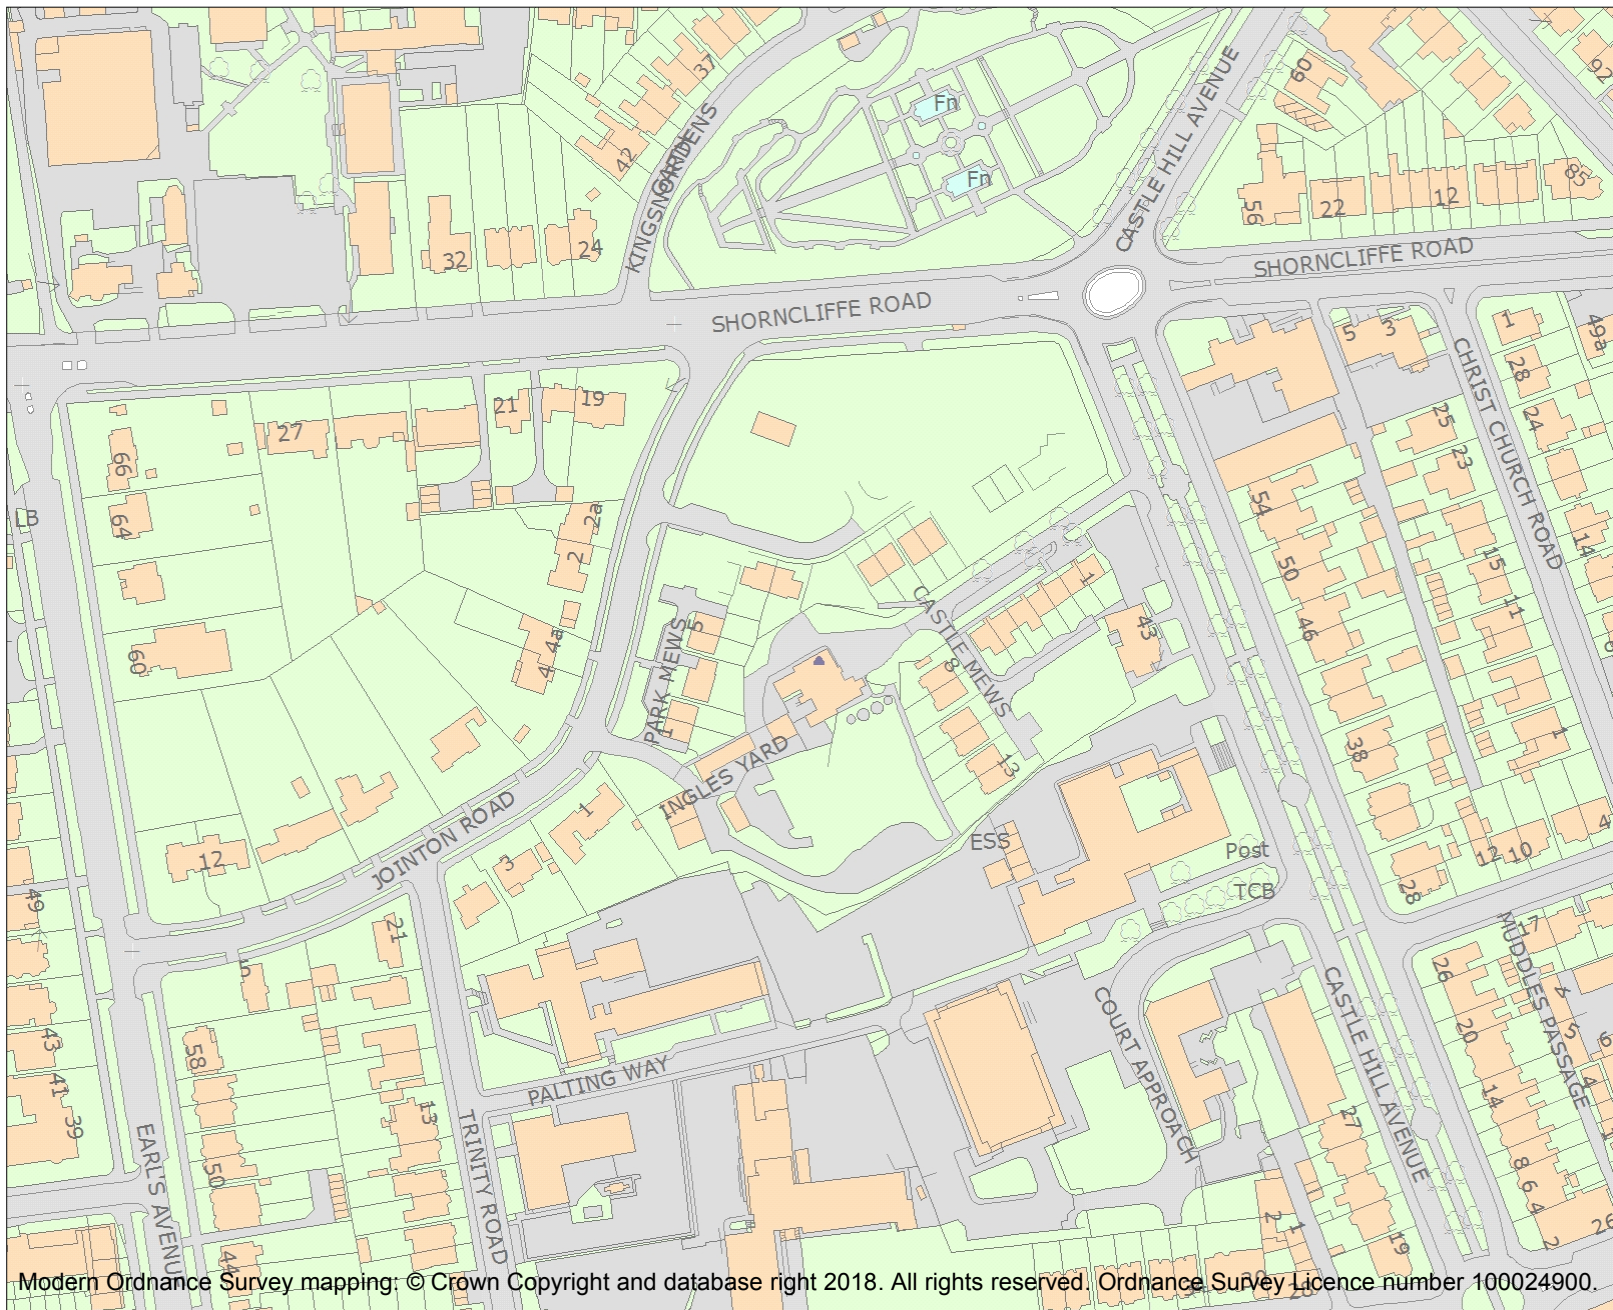 37
42
KINGSNORTH GARDENS
Fn
Fn
CASTLE HILL AVENUE
60
92
85
56
22
12
SHORNCLIFFE ROAD
32
24
SHORNCLIFFE ROAD
5
3
1
49a
28
24
CHRIST CHURCH ROAD
27
21
19
66
64
LB
60
2a
2
4a
4
25
23
15
11
14
54
50
46
38
1
43
CASTLE MEWS
8
13
5
PARK MEWS
1
INGLES YARD
1
3
JOINTON ROAD
12
ESS
Post
TCB
4
12
10
28
49
21
5
17
MUDDLES PASSAGE
26
20
14
4
5
6
4
8
6
4
2
26
43
41
39
58
50
44
13
PALTING WAY
COURT APPROACH
CASTLE HILL AVENUE
27
19
2
1
EARL'S AVENUE
TRINITY ROAD
Modern Ordnance Survey mapping: © Crown Copyright and database right 2018. All rights reserved. Ordnance Survey Licence number 100024900.